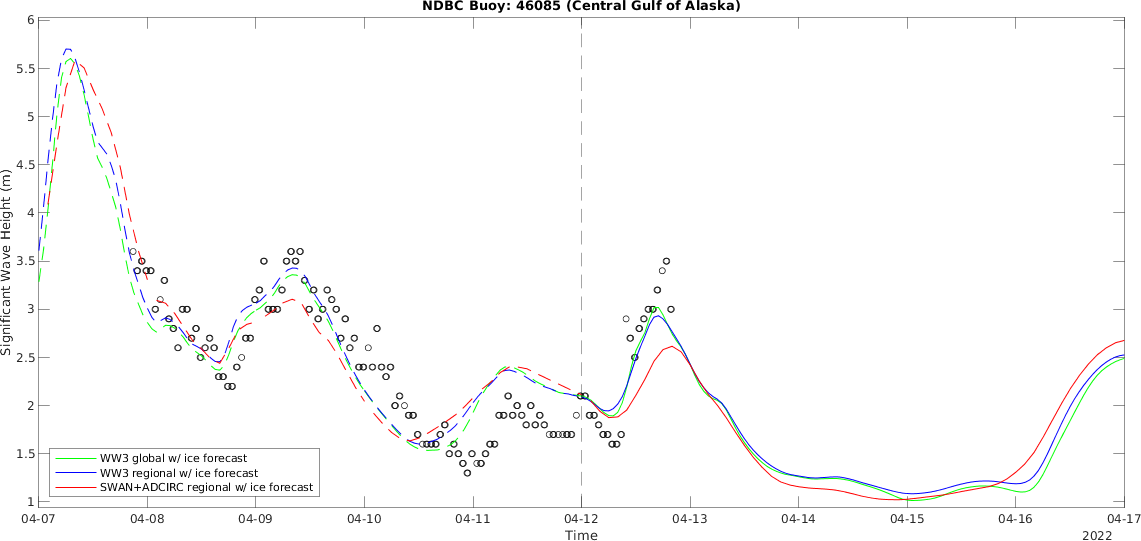 NDBC Buoy: 46085 (Central Gulf of Alaska)
6
5.5
5
4.5
4
3.5
3
2.5
2
1.5
1
Significant Wave Height (m)
WW3 global w/ ice forecast
WW3 regional w/ ice forecast
SWAN+ADCIRC regional w/ ice forecast
04-07 04-08 04-09 04-10 04-11 04-12 04-13 04-14 04-15 04-16 04-17
Time
2022